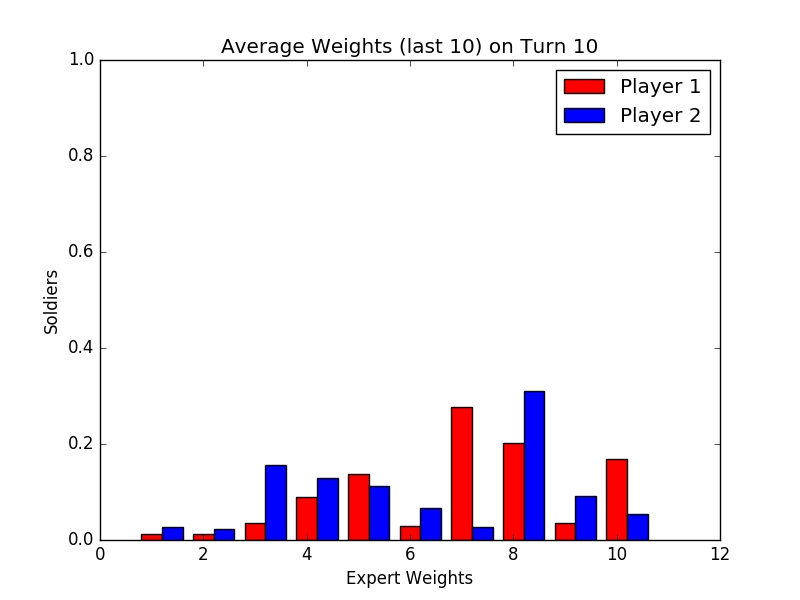 Average Weights (last 10) on Turn 10
1.0
0.8
0.6
0.4
0.2
0.0
Soldiers
Player 1
Player 2
0 2 4 6 8 10 12
Expert Weights